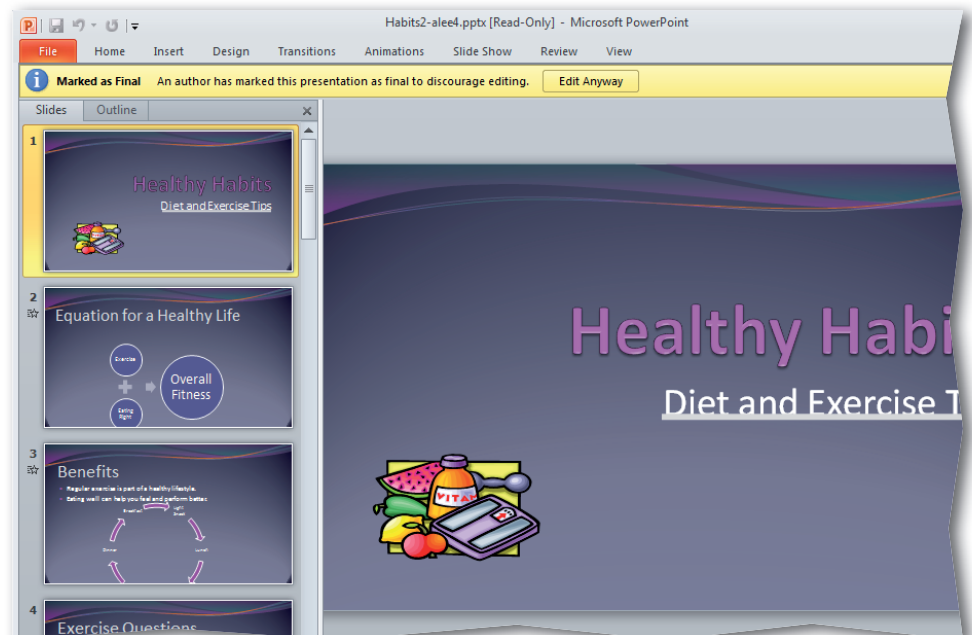 Habits2-alee4.pptx [Read-Only] - Microsoft PowerPoint
File Home Insert Design Transitions Animations Slide Show Review View
Marked as Final An author has marked this presentation as final to discourage editing. Edit Anyway
Slides Outline
1
Healthy Habits
Diet and Exercise Tips
2
Equation for a Healthy Life
Exercise
Eating Right
Overall
Fitness
3
Benefits
Regular exercise is part of a healthy lifestyle.
Eating well can help you feel and perform better.
Breakfast
Light
Snack
Lunch
Dinner
4
Exercise Questions
Healthy Habi
Diet and Exercise T
VITA